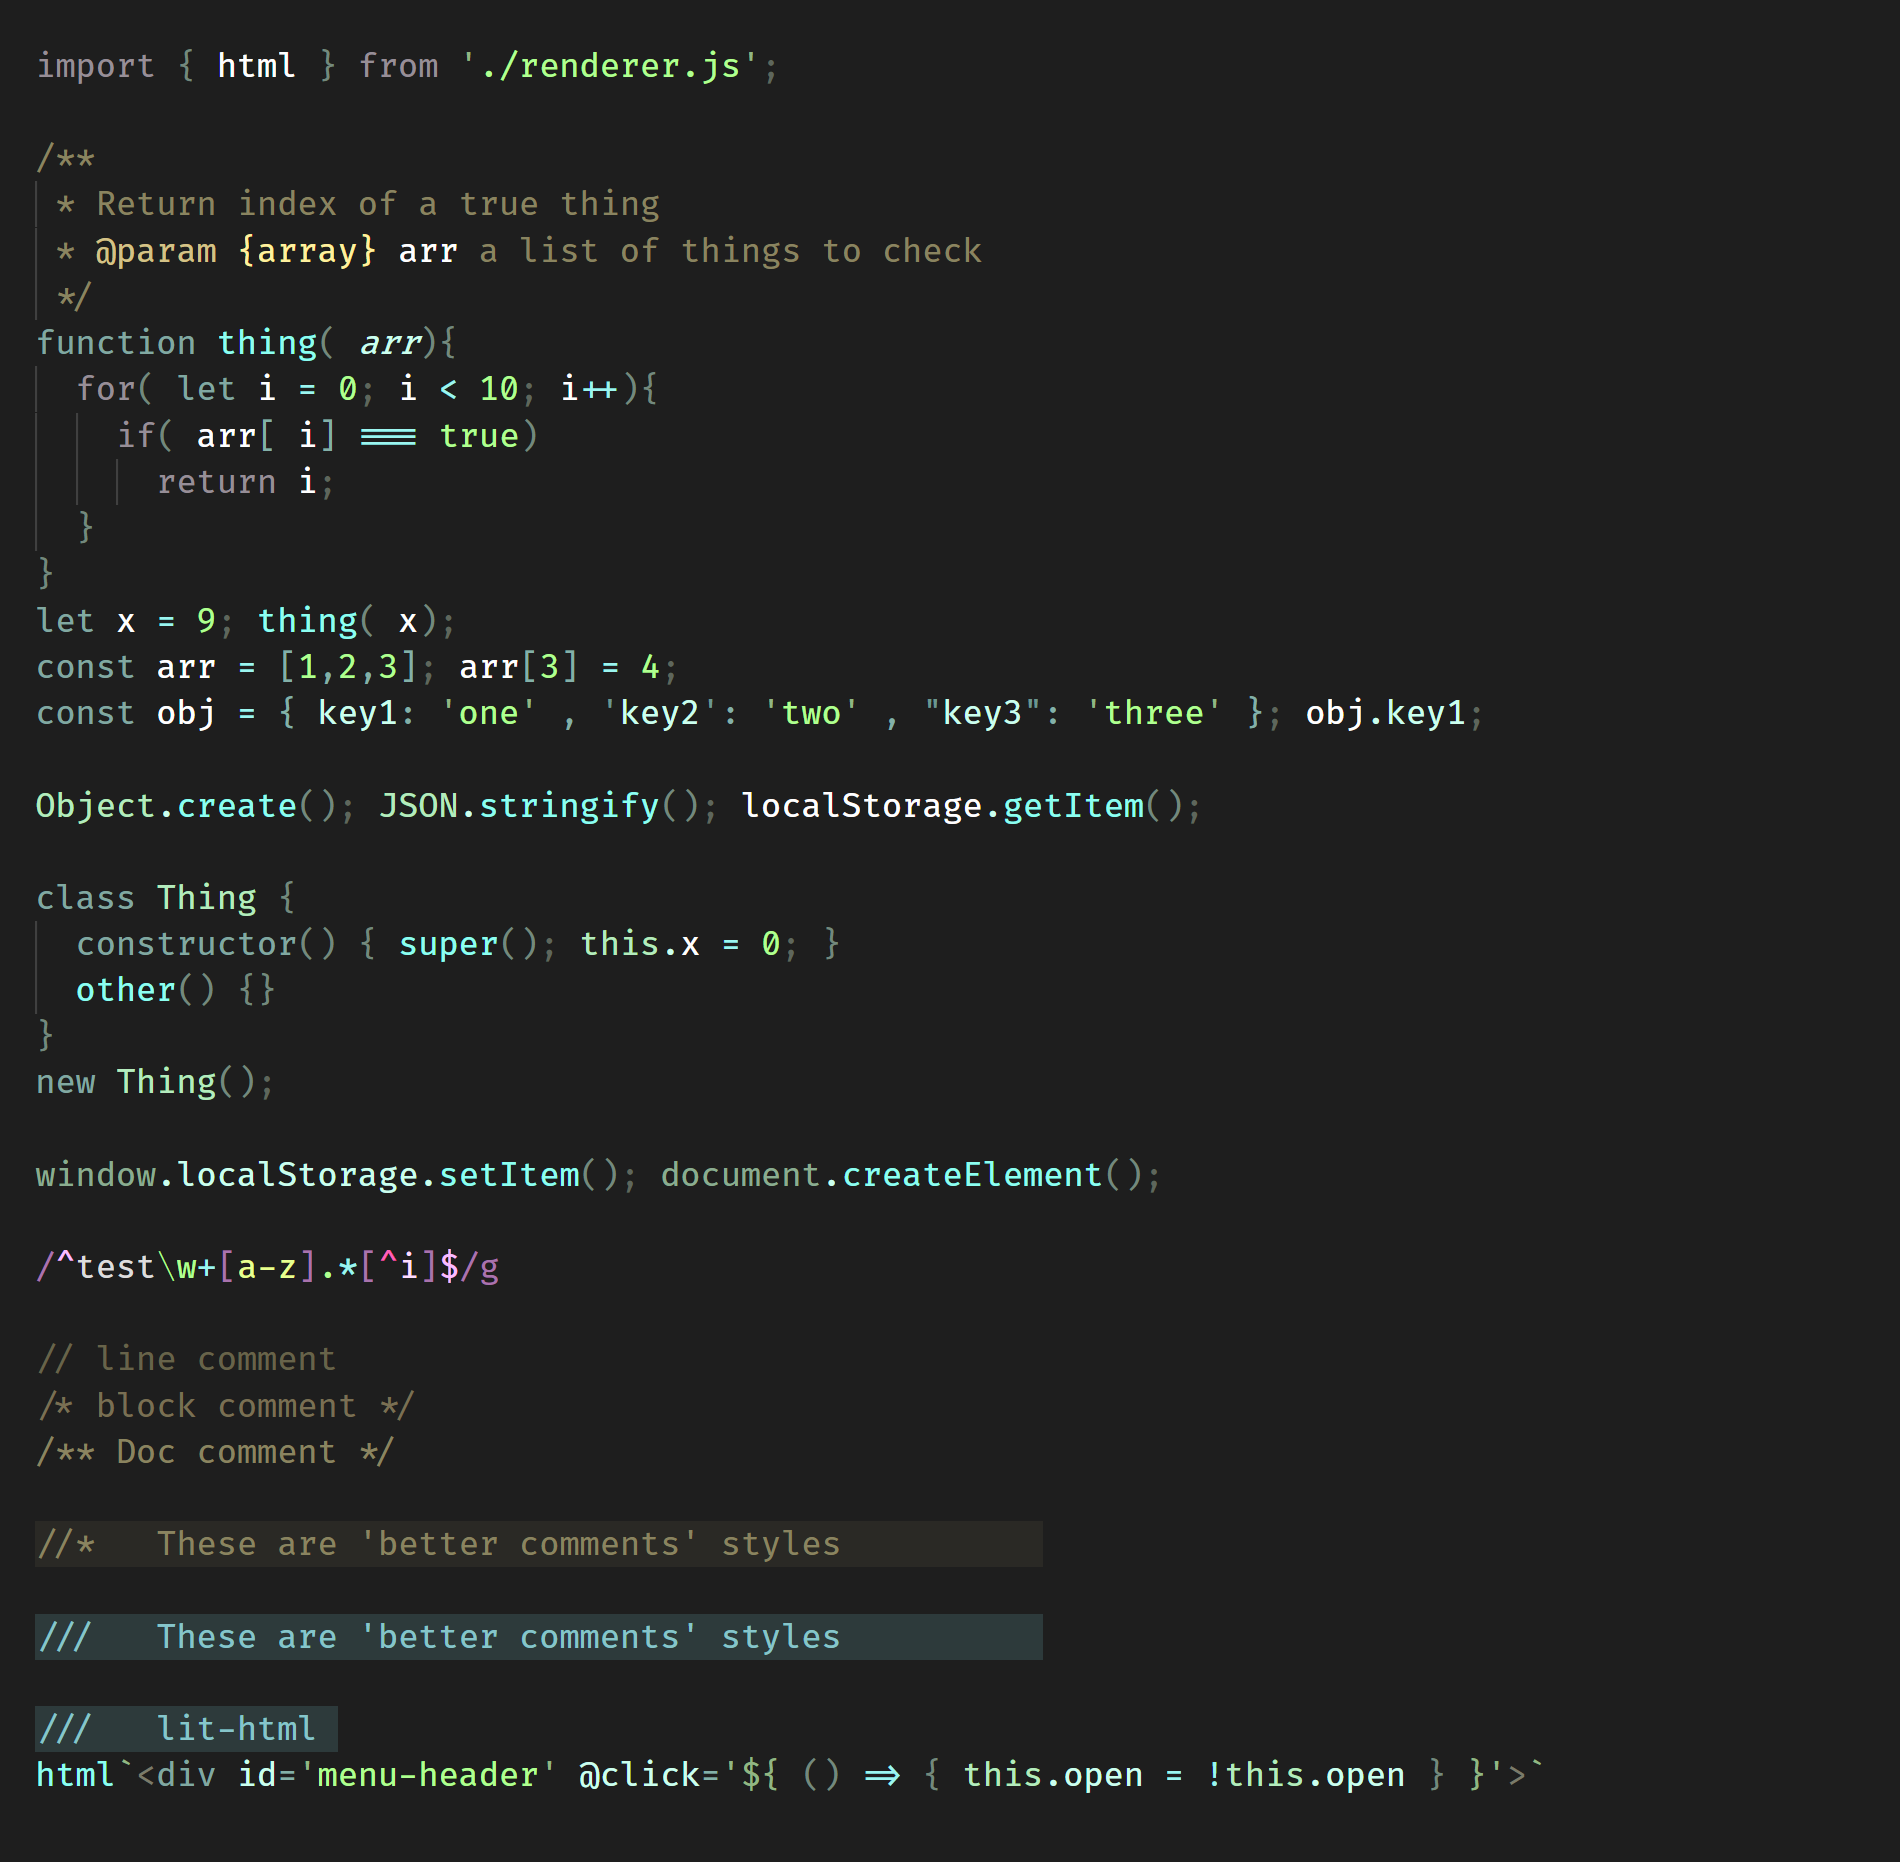 import { html } from './renderer.js';
/**
 * Return index of a true thing
 * @param {array} arr a list of things to check
 */
function thing( arr){
  for( let i = 0; i < 10; i++){
    if( arr[ i] === true)
      return i;
  }
}
let x = 9; thing( x);
const arr = [1,2,3]; arr[3] = 4;
const obj = { key1: 'one' , 'key2': 'two' , "key3": 'three' }; obj.key1;
Object.create(); JSON.stringify(); localStorage.getItem();
class Thing {
  constructor() { super(); this.x = 0; }
  other() {}
}
new Thing();
window.localStorage.setItem(); document.createElement();
/^test\w+[a-z].*[^i]$/g
// line comment
/* block comment */
/** Doc comment */
//*   These are 'better comments' styles
///   These are 'better comments' styles
///   lit-html
html`<div id='menu-header' @click='${ () => { this.open = !this.open } }'>`